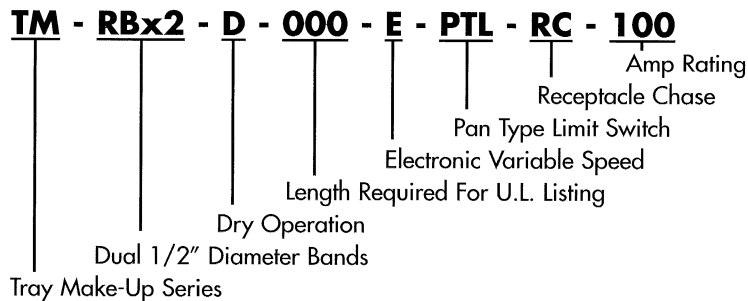 TM - RBx2 - D - 000 - E - PTL - RC - 100
Amp Rating
Receptacle Chase
Pan Type Limit Switch
Electronic Variable Speed
Length Required For U.L. Listing
Dry Operation
Dual 1/2" Diameter Bands
Tray Make-Up Series